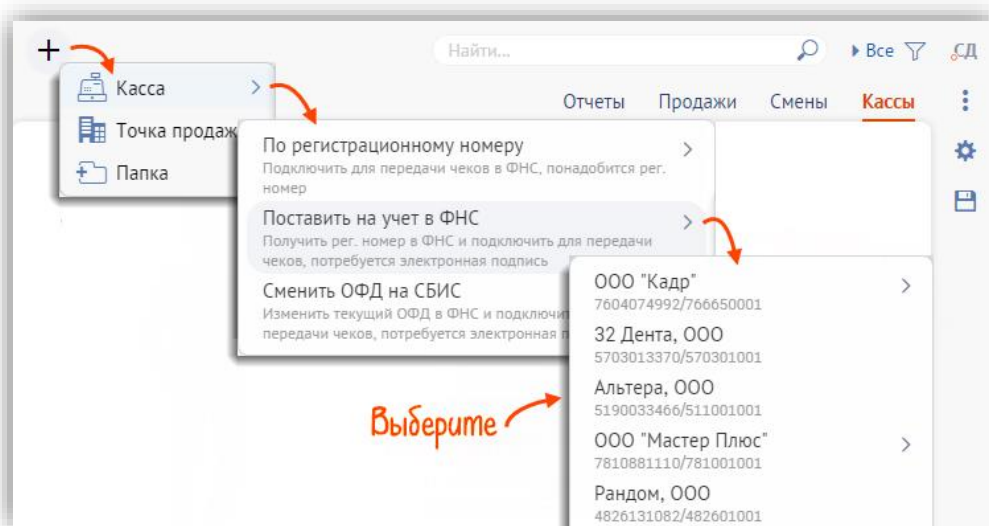 Найти...
Все
СД
Касса
Точка продаж
Папка
Отчеты Продажи Смены Кассы
По регистрационному номеру
Подключить для передачи чеков в ФНС, понадобится рег.
номер
Поставить на учет в ФНС
Получить рег. номер в ФНС и подключить для передачи
чеков, потребуется электронная подпись
Сменить ОФД на СБИС
Изменить текущий ОФД в ФНС и
передачи чеков, потребуется электронная
Выберите
ООО "Кадр"
7604074992/766650001
32 Дента, ООО
5703013370/570301001
Альтера, ООО
5190033466/511001001
ООО "Мастер Плюс"
7810881110/781001001
Рандом, ООО
4826131082/482601001